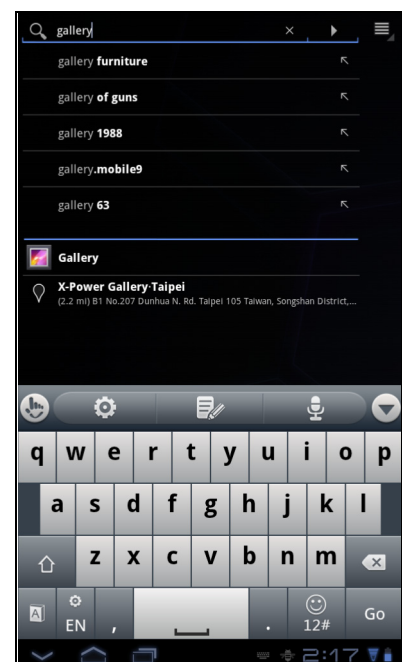 gallery
gallery furniture
gallery of guns
gallery 1988
gallery.mobile9
gallery 63
Gallery
X-Power Gallery·Taipei
(2.2 mi) B1 No.207 Dunhua N. Rd. Taipei 105 Taiwan, Songshan District,...
q w e r t y u i o p
a s d f g h j k l
z x c v b n m
A EN , . 12# Go
2:17